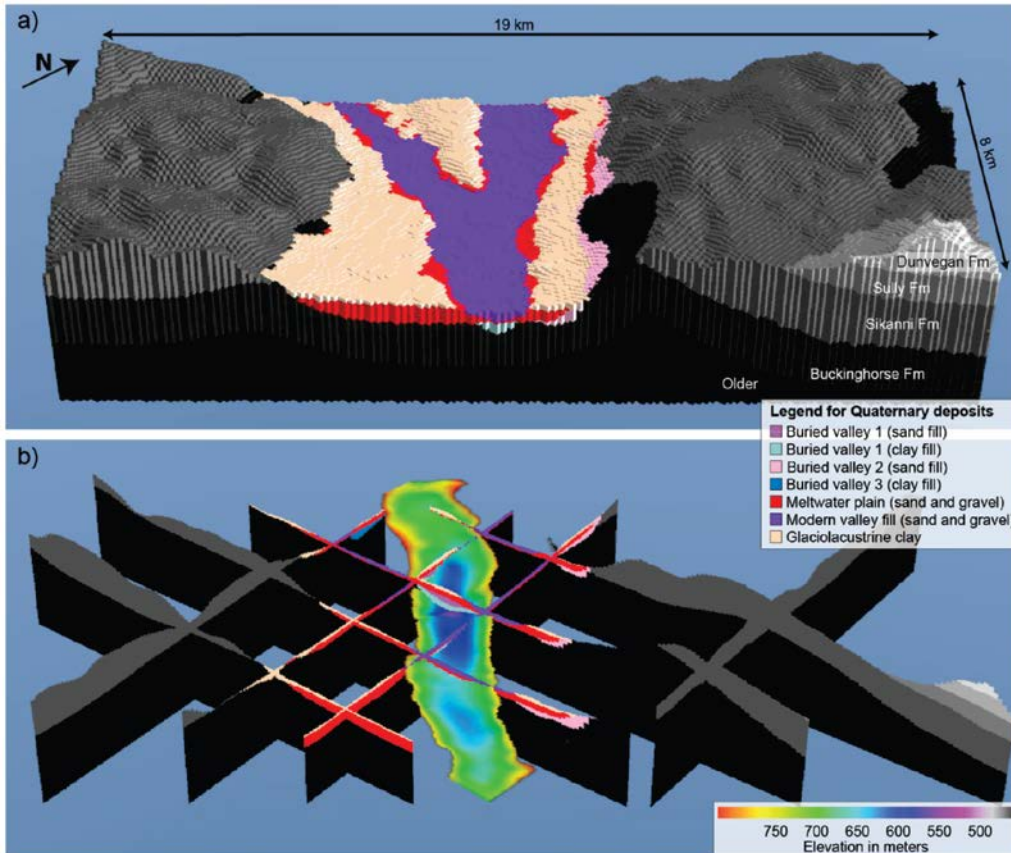 a)
19 km
N
8 km
Dunvegan Fm
Sully Fm
Sikanni Fm
Buckinghorse Fm
Older
Legend for Quaternary deposits
Buried valley 1 (sand fill)
Buried valley 1 (clay fill)
Buried valley 2 (sand fill)
Buried valley 3 (clay fill)
Meltwater plain (sand and gravel)
Modern valley fill (sand and gravel)
Glaciolacustrine clay
b)
750 700 650 600 550 500
Elevation in meters